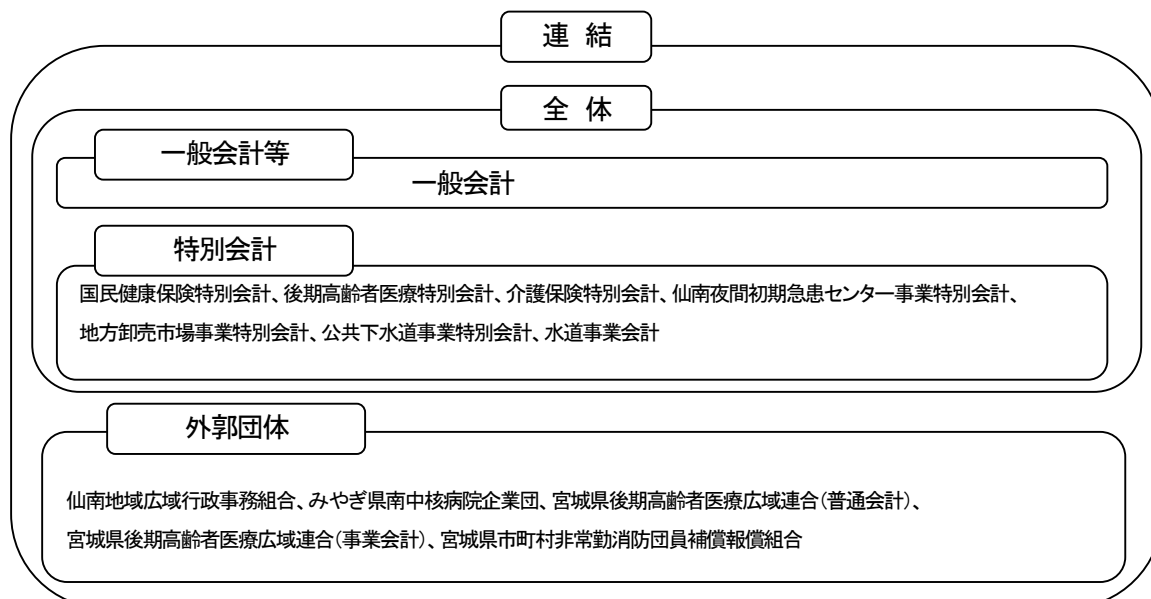 連 結
全 体
一般会計等
一般会計
特別会計
国民健康保険特別会計、後期高齢者医療特別会計、介護保険特別会計、仙南夜間初期急患センター事業特別会計、
地方卸売市場事業特別会計、公共下水道事業特別会計、水道事業会計
外郭団体
仙南地域広域行政事務組合、みやぎ県南中核病院企業団、宮城県後期高齢者医療広域連合(普通会計)、
宮城県後期高齢者医療広域連合(事業会計)、宮城県市町村非常勤消防団員補償報償組合